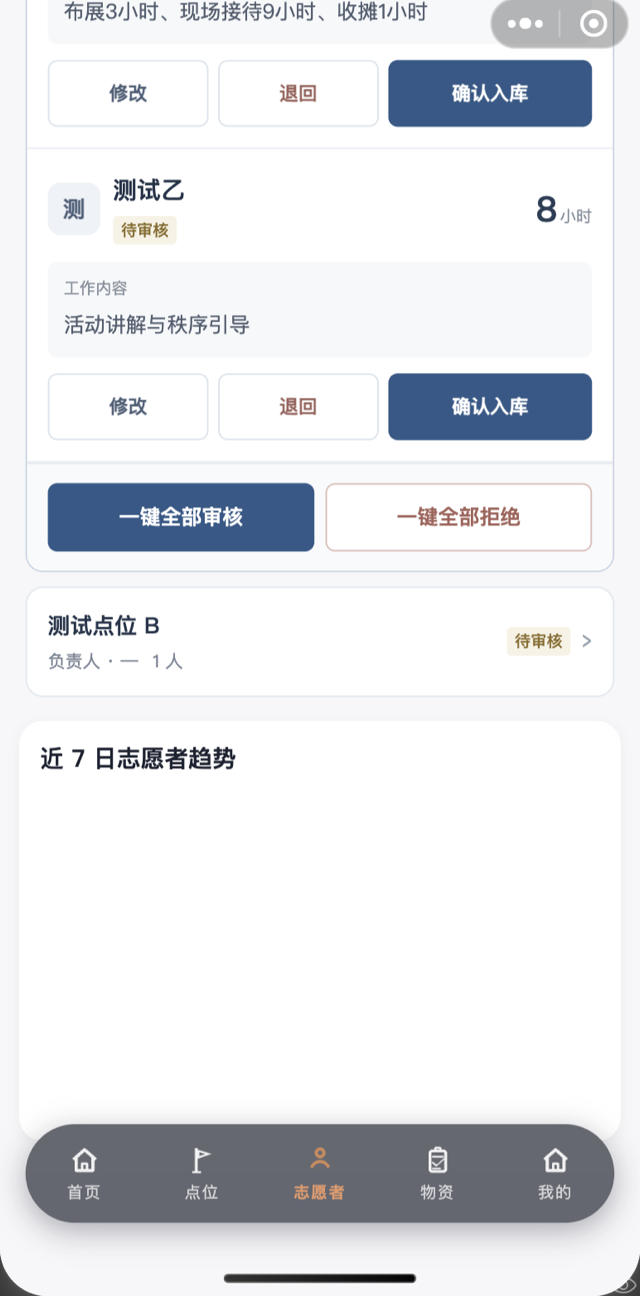 布展3小时、现场接待9小时、收摊1小时
修改
退回
确认入库
测
测试乙
待审核
8小时
工作内容
活动讲解与秩序引导
修改
退回
确认入库
一键全部审核
一键全部拒绝
测试点位 B
负责人 · — 1 人
待审核
近 7 日志愿者趋势
首页
点位
志愿者
物资
我的